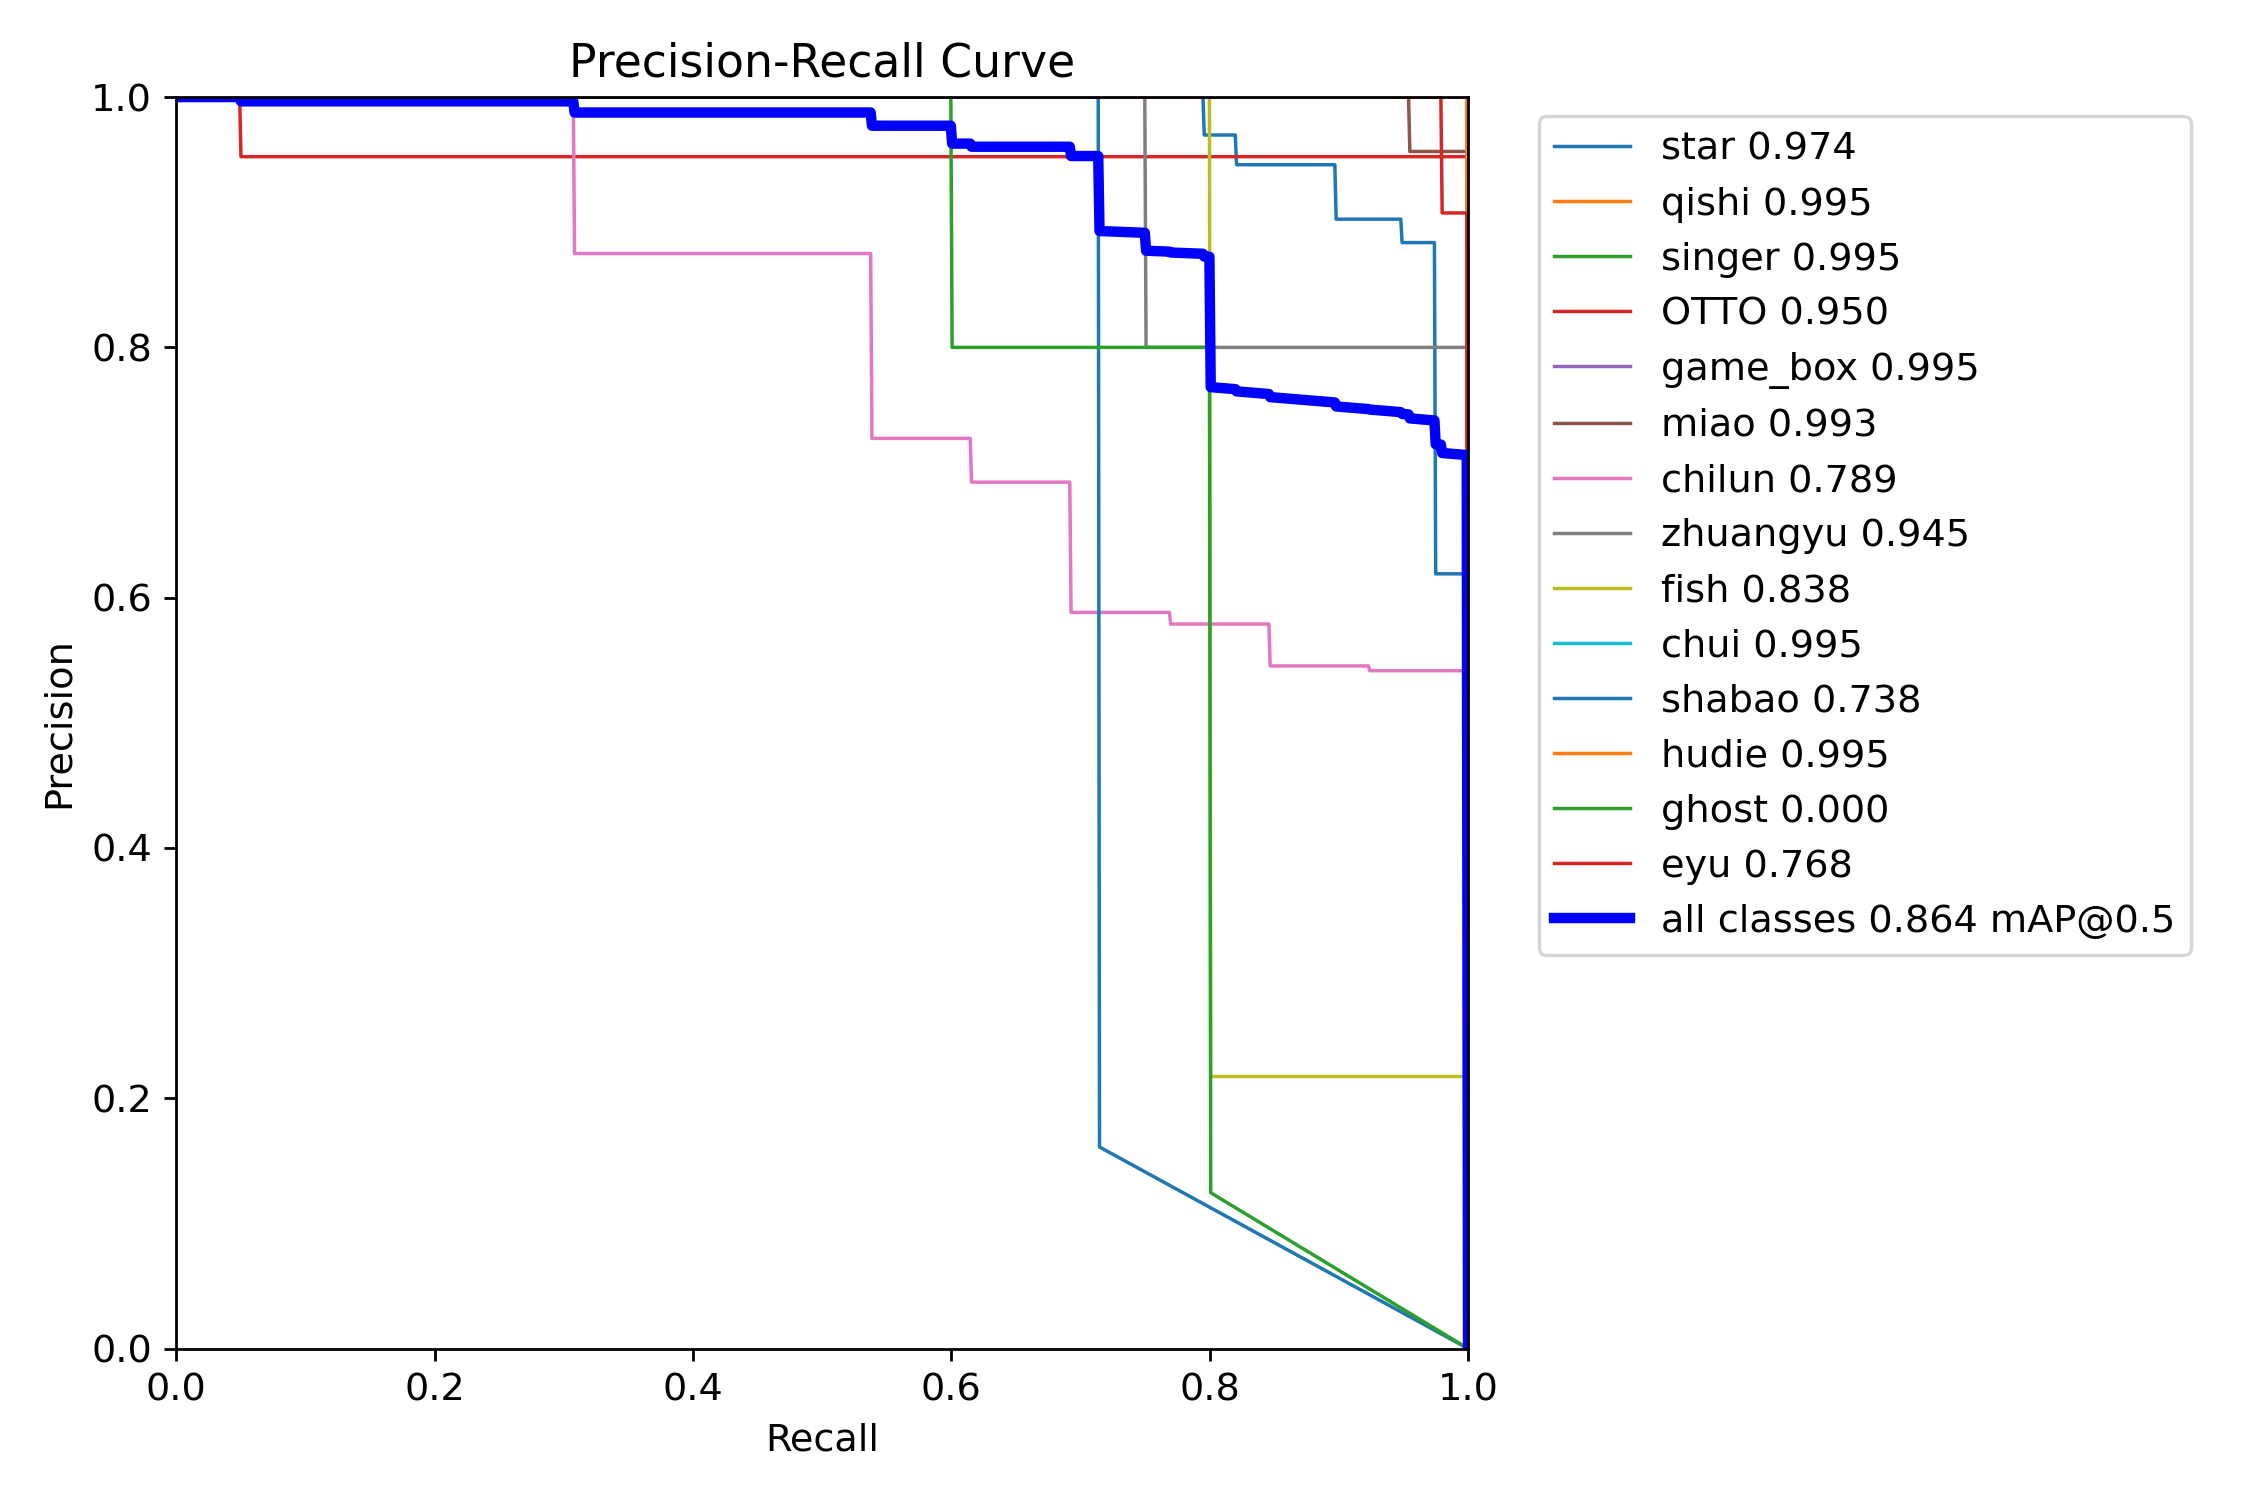 Precision-Recall Curve
1.0
0.8
0.6
0.4
0.2
0.0
0.0 0.2 0.4 0.6 0.8 1.0
Precision
Recall
star 0.974
qishi 0.995
singer 0.995
OTTO 0.950
game_box 0.995
miao 0.993
chilun 0.789
zhuangyu 0.945
fish 0.838
chui 0.995
shabao 0.738
hudie 0.995
ghost 0.000
eyu 0.768
all classes 0.864 mAP@0.5